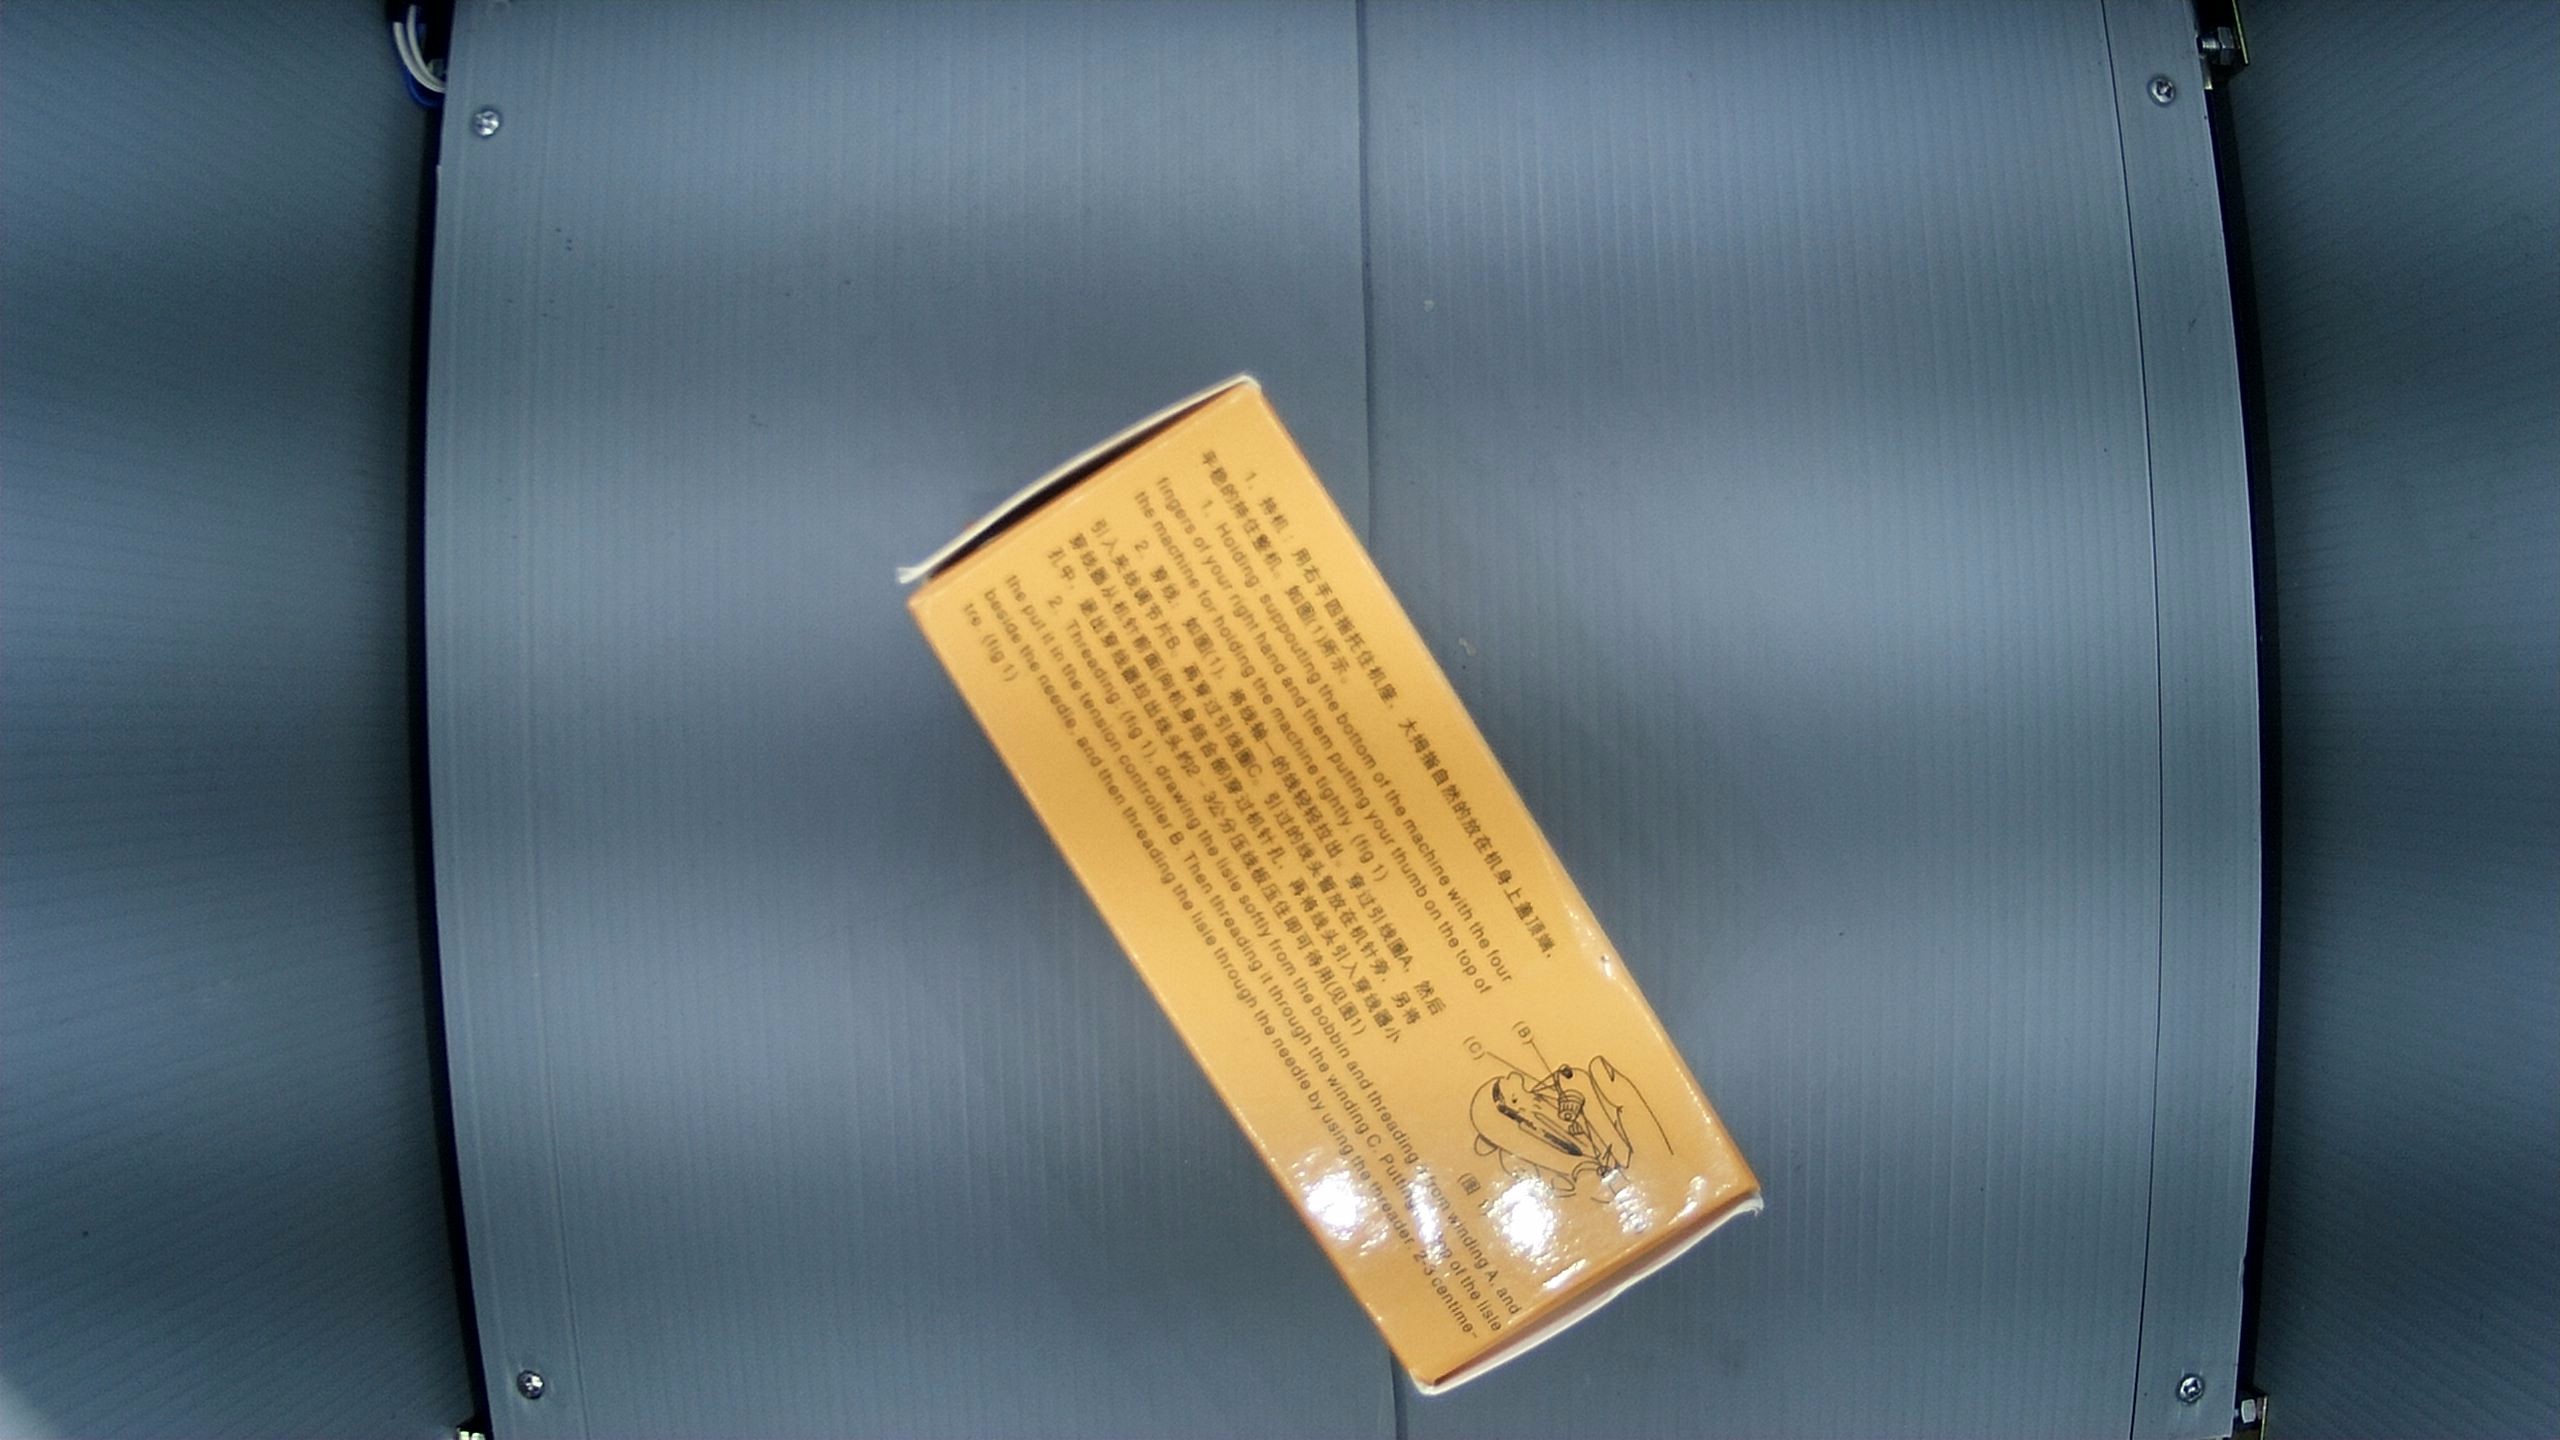 1、持机：用右手四指托住机座，大拇指自然的放在机身上盖顶端，
平稳的持住整机。如图(1)所示。
1、Holding: suppouting the bottom of the machine with the four
fingers of your right hand and them putting your thumb on the top of
the machine for holding the machine tightly. (fig 1)
2、穿线：如图(1)，将线轴一的线轻轻拉出。穿过引线圈A，然后
引入夹线调节片B。再穿过引线圈C。引过的线头暂放在机针旁，另将
穿线器从机针前面(向机身结合部)穿过机针孔，再将线头引入穿线器小
孔中，退出穿线器拉出线头约2-3公分压线板压住即可待用(见图1)
2、Threading: (fig 1), drawing the lisle softly from the bobbin and threading from winding A, and
the put it in the tension controller B. Then threading it through the winding C. Putting of the lisle
beside the needle, and then threading the lisle through the needle by using the threader. 2-3 centime-
tre. (fig 1)
(B)
(C)
(图 1